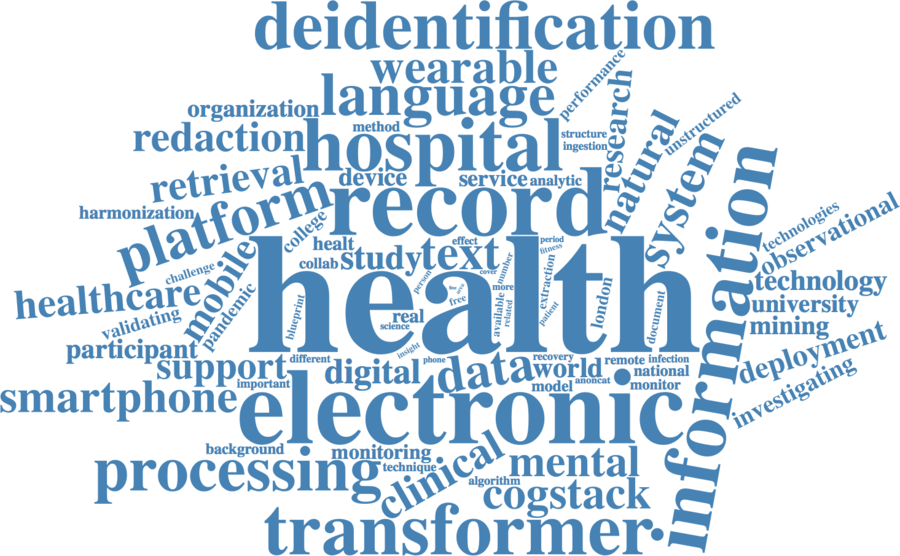 deidentification
wearable
performance
language
organization
research
unstructured
method
redaction
hospital
structure
natural
ingestion
system
information
retrieval
device
service
analytic
platform
record
harmonization
college
technologies
observational
healt
effect
period
fitness
collab
study
text
mobile
challenge
health
person
cover
number
more
free
available
related
extraction
patient
london
document
technology
healthcare
pandemic
blueprint
real
science
university
validating
mining
participant
insight
phone
different
recovery
remote
infection
deployment
support
digital
data
world
national
important
model
anoncat
monitor
smartphone
electronic
investigating
background
monitoring
processing
technique
clinical
mental
algorithm
cogstack
transformer